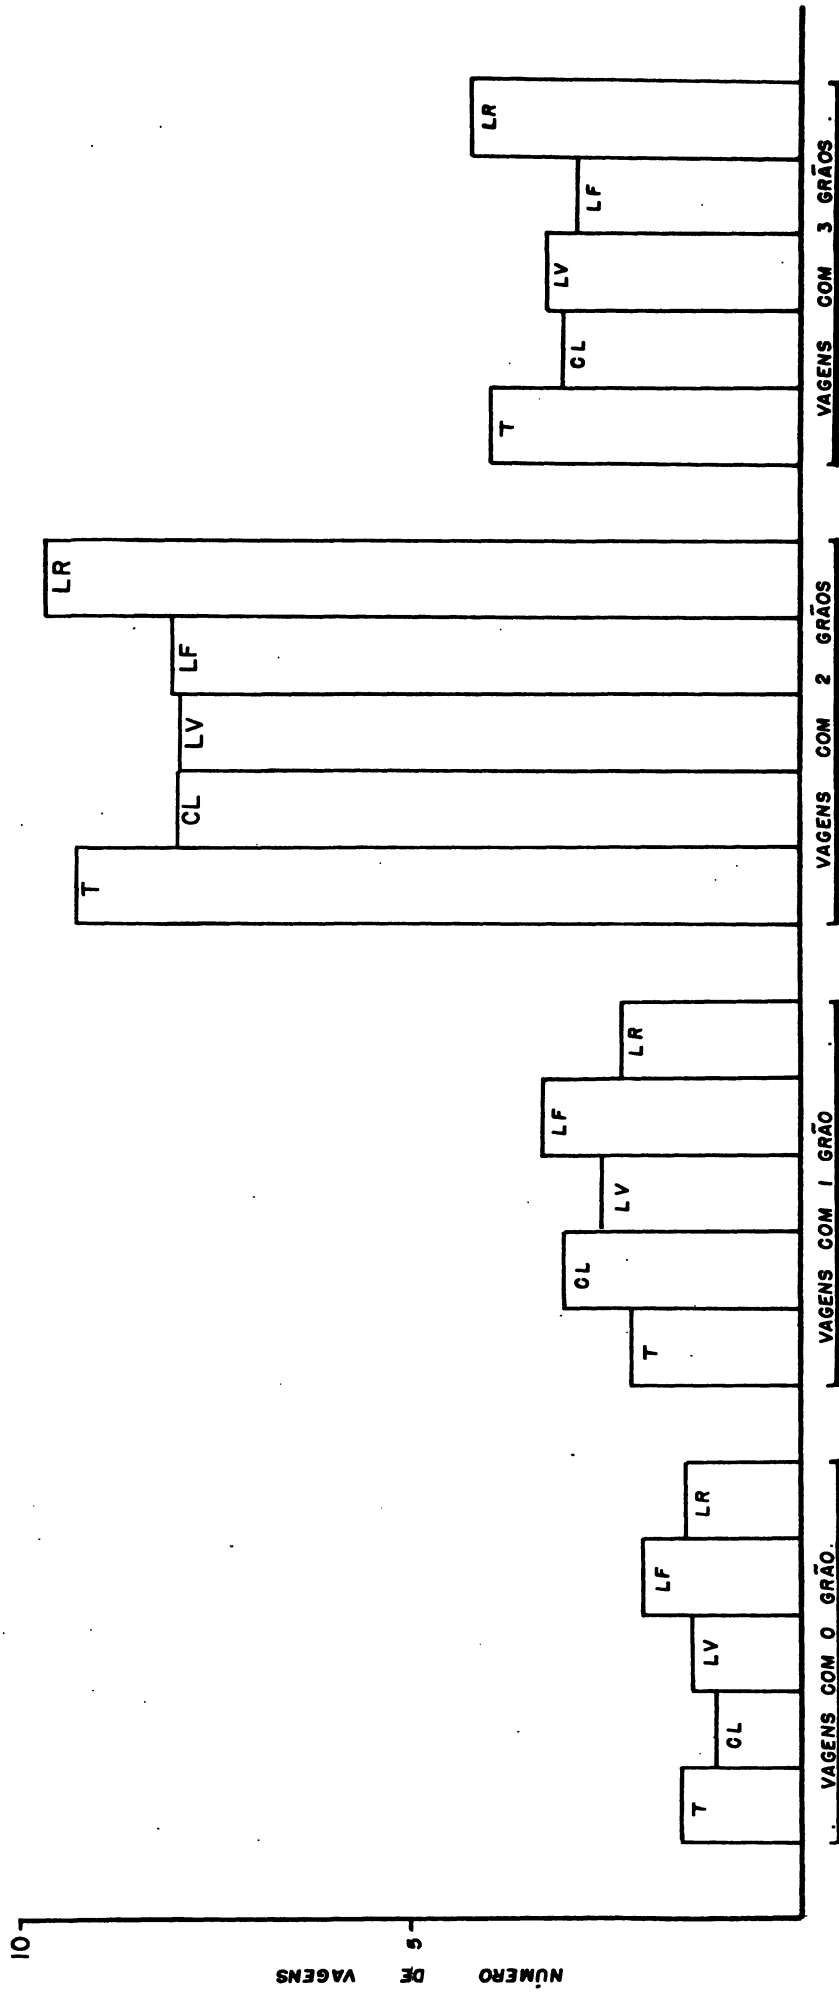 10
5
NÚMERO DE VAGENS
T
CL
LV
LF
LR
T
CL
LV
LF
LR
T
CL
LV
LF
LR
T
CL
LV
LF
LR
VAGENS COM 0 GRÃO.
VAGENS COM 1 GRÃO
VAGENS COM 2 GRÃOS
VAGENS COM 3 GRÃOS